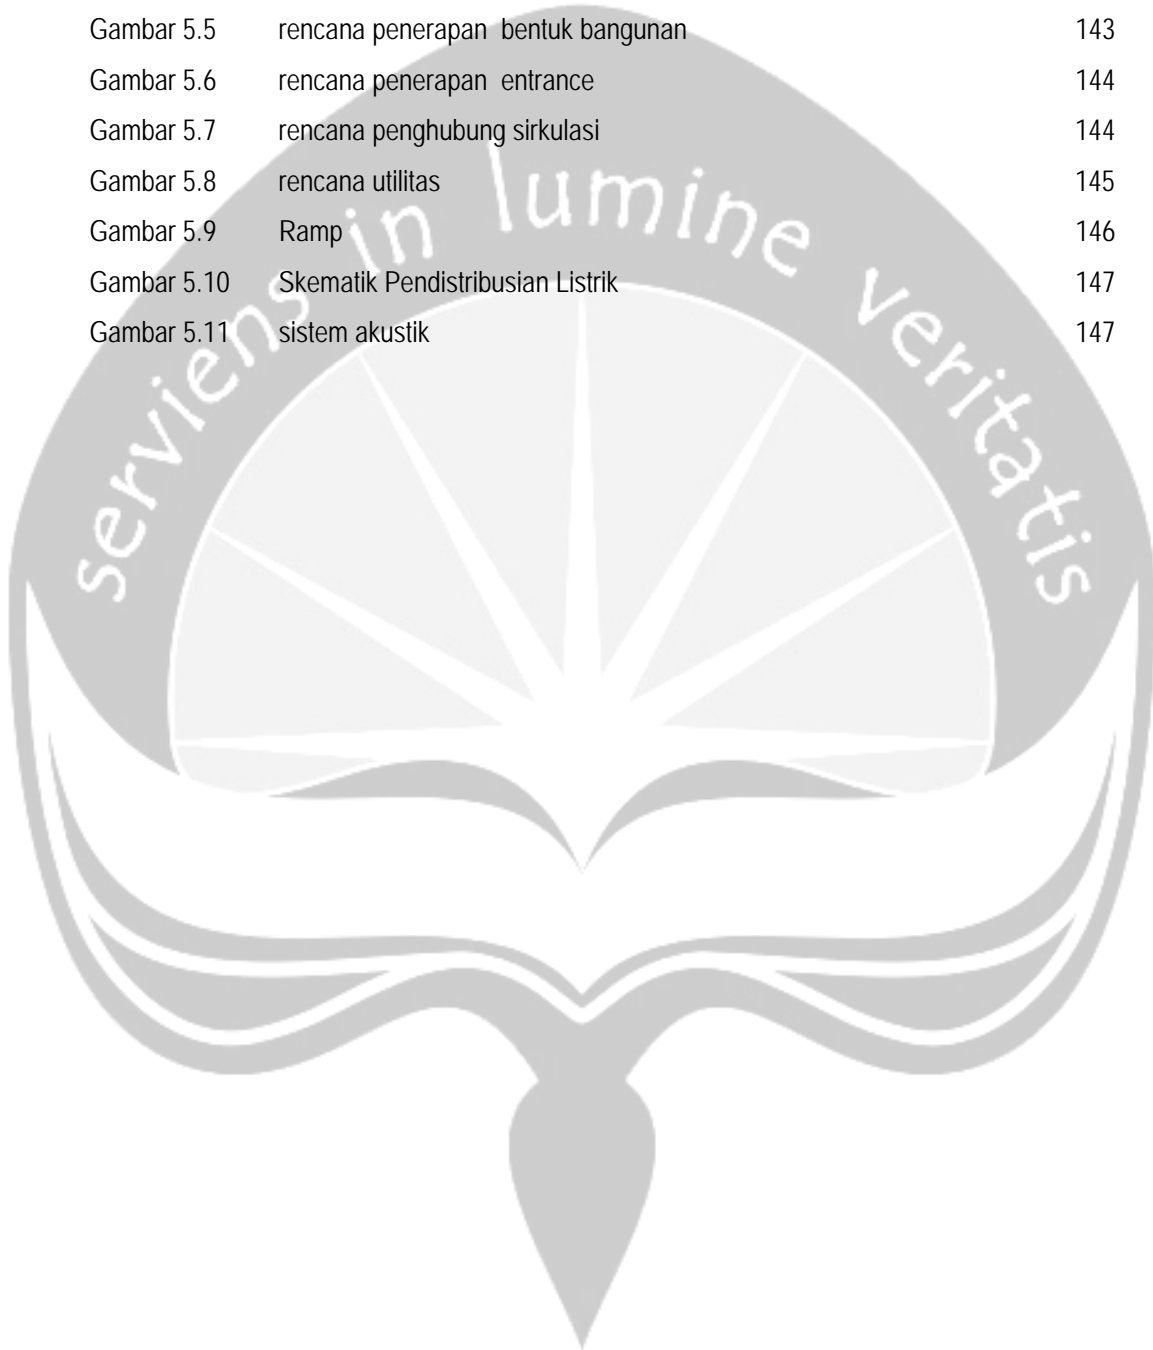 Gambar 5.5 rencana penerapan bentuk bangunan 143
Gambar 5.6 rencana penerapan entrance 144
Gambar 5.7 rencana penghubung sirkulasi 144
Gambar 5.8 rencana utilitas 145
Gambar 5.9 Ramp 146
Gambar 5.10 Skematik Pendistribusian Listrik 147
Gambar 5.11 sistem akustik 147
serviens in lumine veritatis